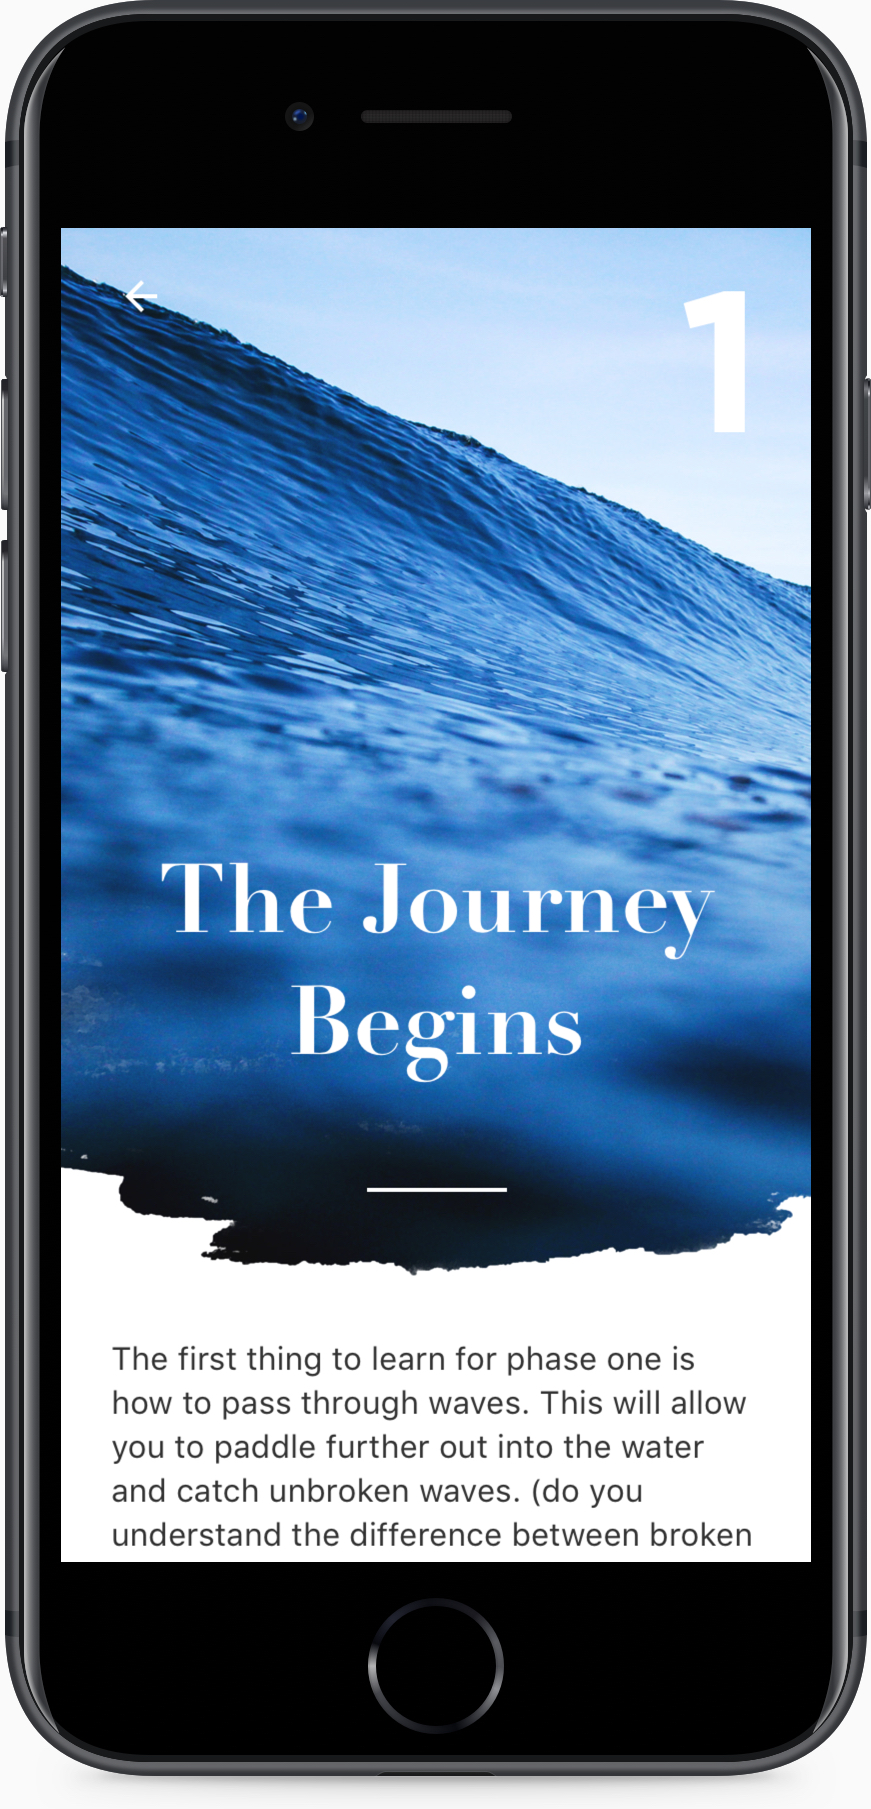 1
The Journey
Begins
The first thing to learn for phase one is
how to pass through waves. This will allow
you to paddle further out into the water
and catch unbroken waves. (do you
understand the difference between broken